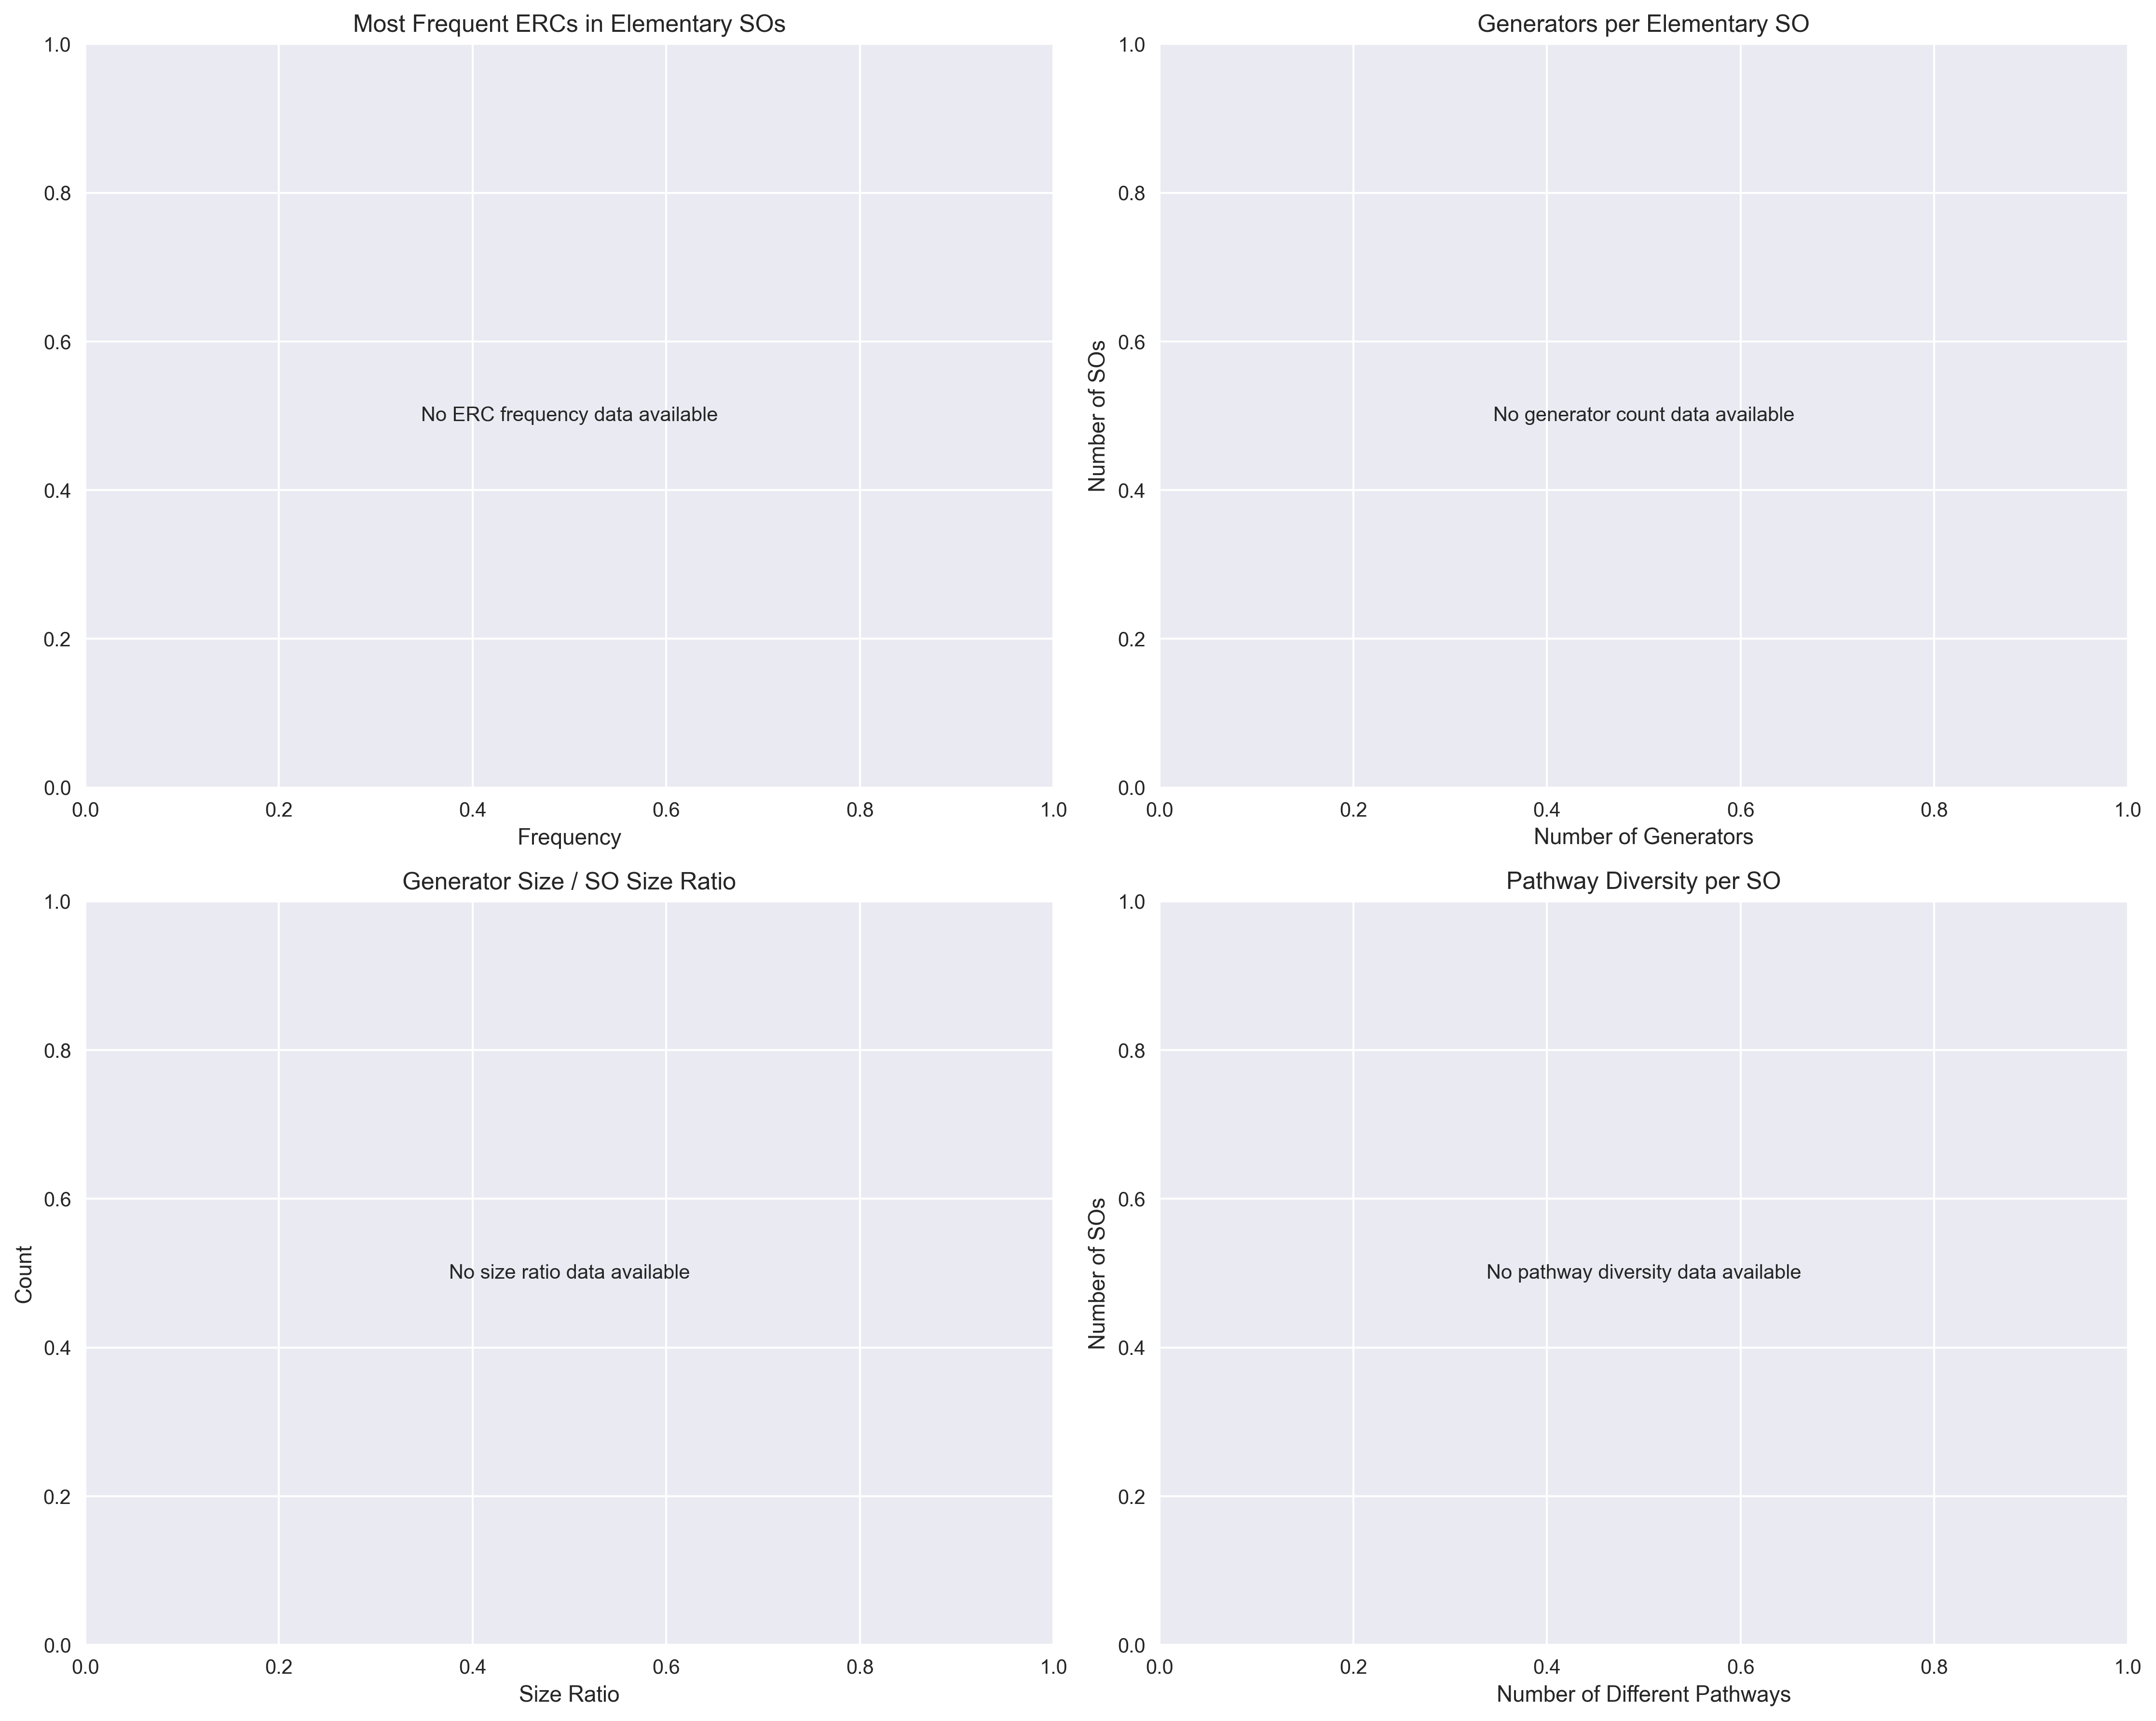 Most Frequent ERCs in Elementary SOs
1.0
0.8
0.6
No ERC frequency data available
0.4
0.2
0.0
0.0 0.2 0.4 0.6 0.8 1.0
Frequency
Generators per Elementary SO
Number of SOs
1.0
0.8
0.6
No generator count data available
0.4
0.2
0.0
0.0 0.2 0.4 0.6 0.8 1.0
Number of Generators
Generator Size / SO Size Ratio
Count
1.0
0.8
0.6
No size ratio data available
0.4
0.2
0.0
0.0 0.2 0.4 0.6 0.8 1.0
Size Ratio
Pathway Diversity per SO
Number of SOs
1.0
0.8
0.6
No pathway diversity data available
0.4
0.2
0.0
0.0 0.2 0.4 0.6 0.8 1.0
Number of Different Pathways